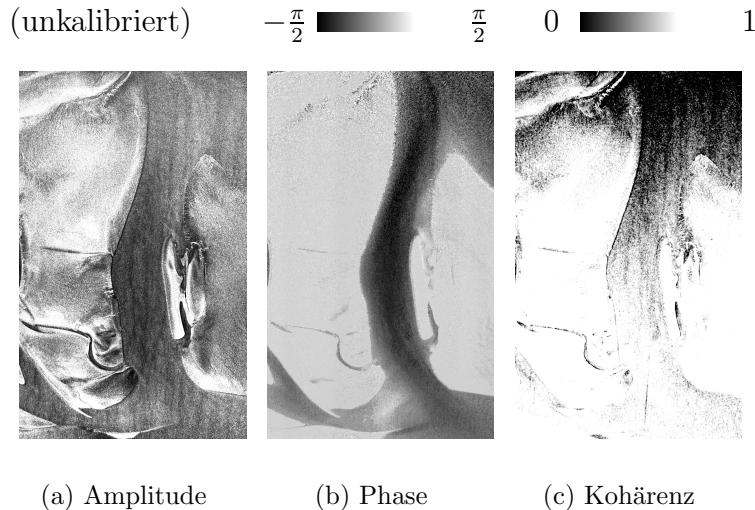 (unkalibriert) −π/2 π/2 0 1
(a) Amplitude (b) Phase (c) Kohärenz